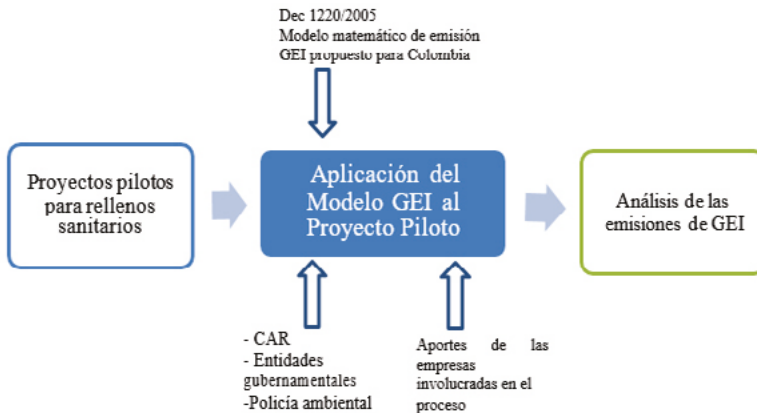 Dec 1220/2005
Modelo matemático de emisión
GEI propuesto para Colombia
Proyectos pilotos
para rellenos
sanitarios
Aplicación del
Modelo GEI al
Proyecto Piloto
Análisis de las
emisiones de GEI
- CAR
- Entidades
gubernamentales
-Policía ambiental
Aportes de las
empresas
involucradas en el
proceso